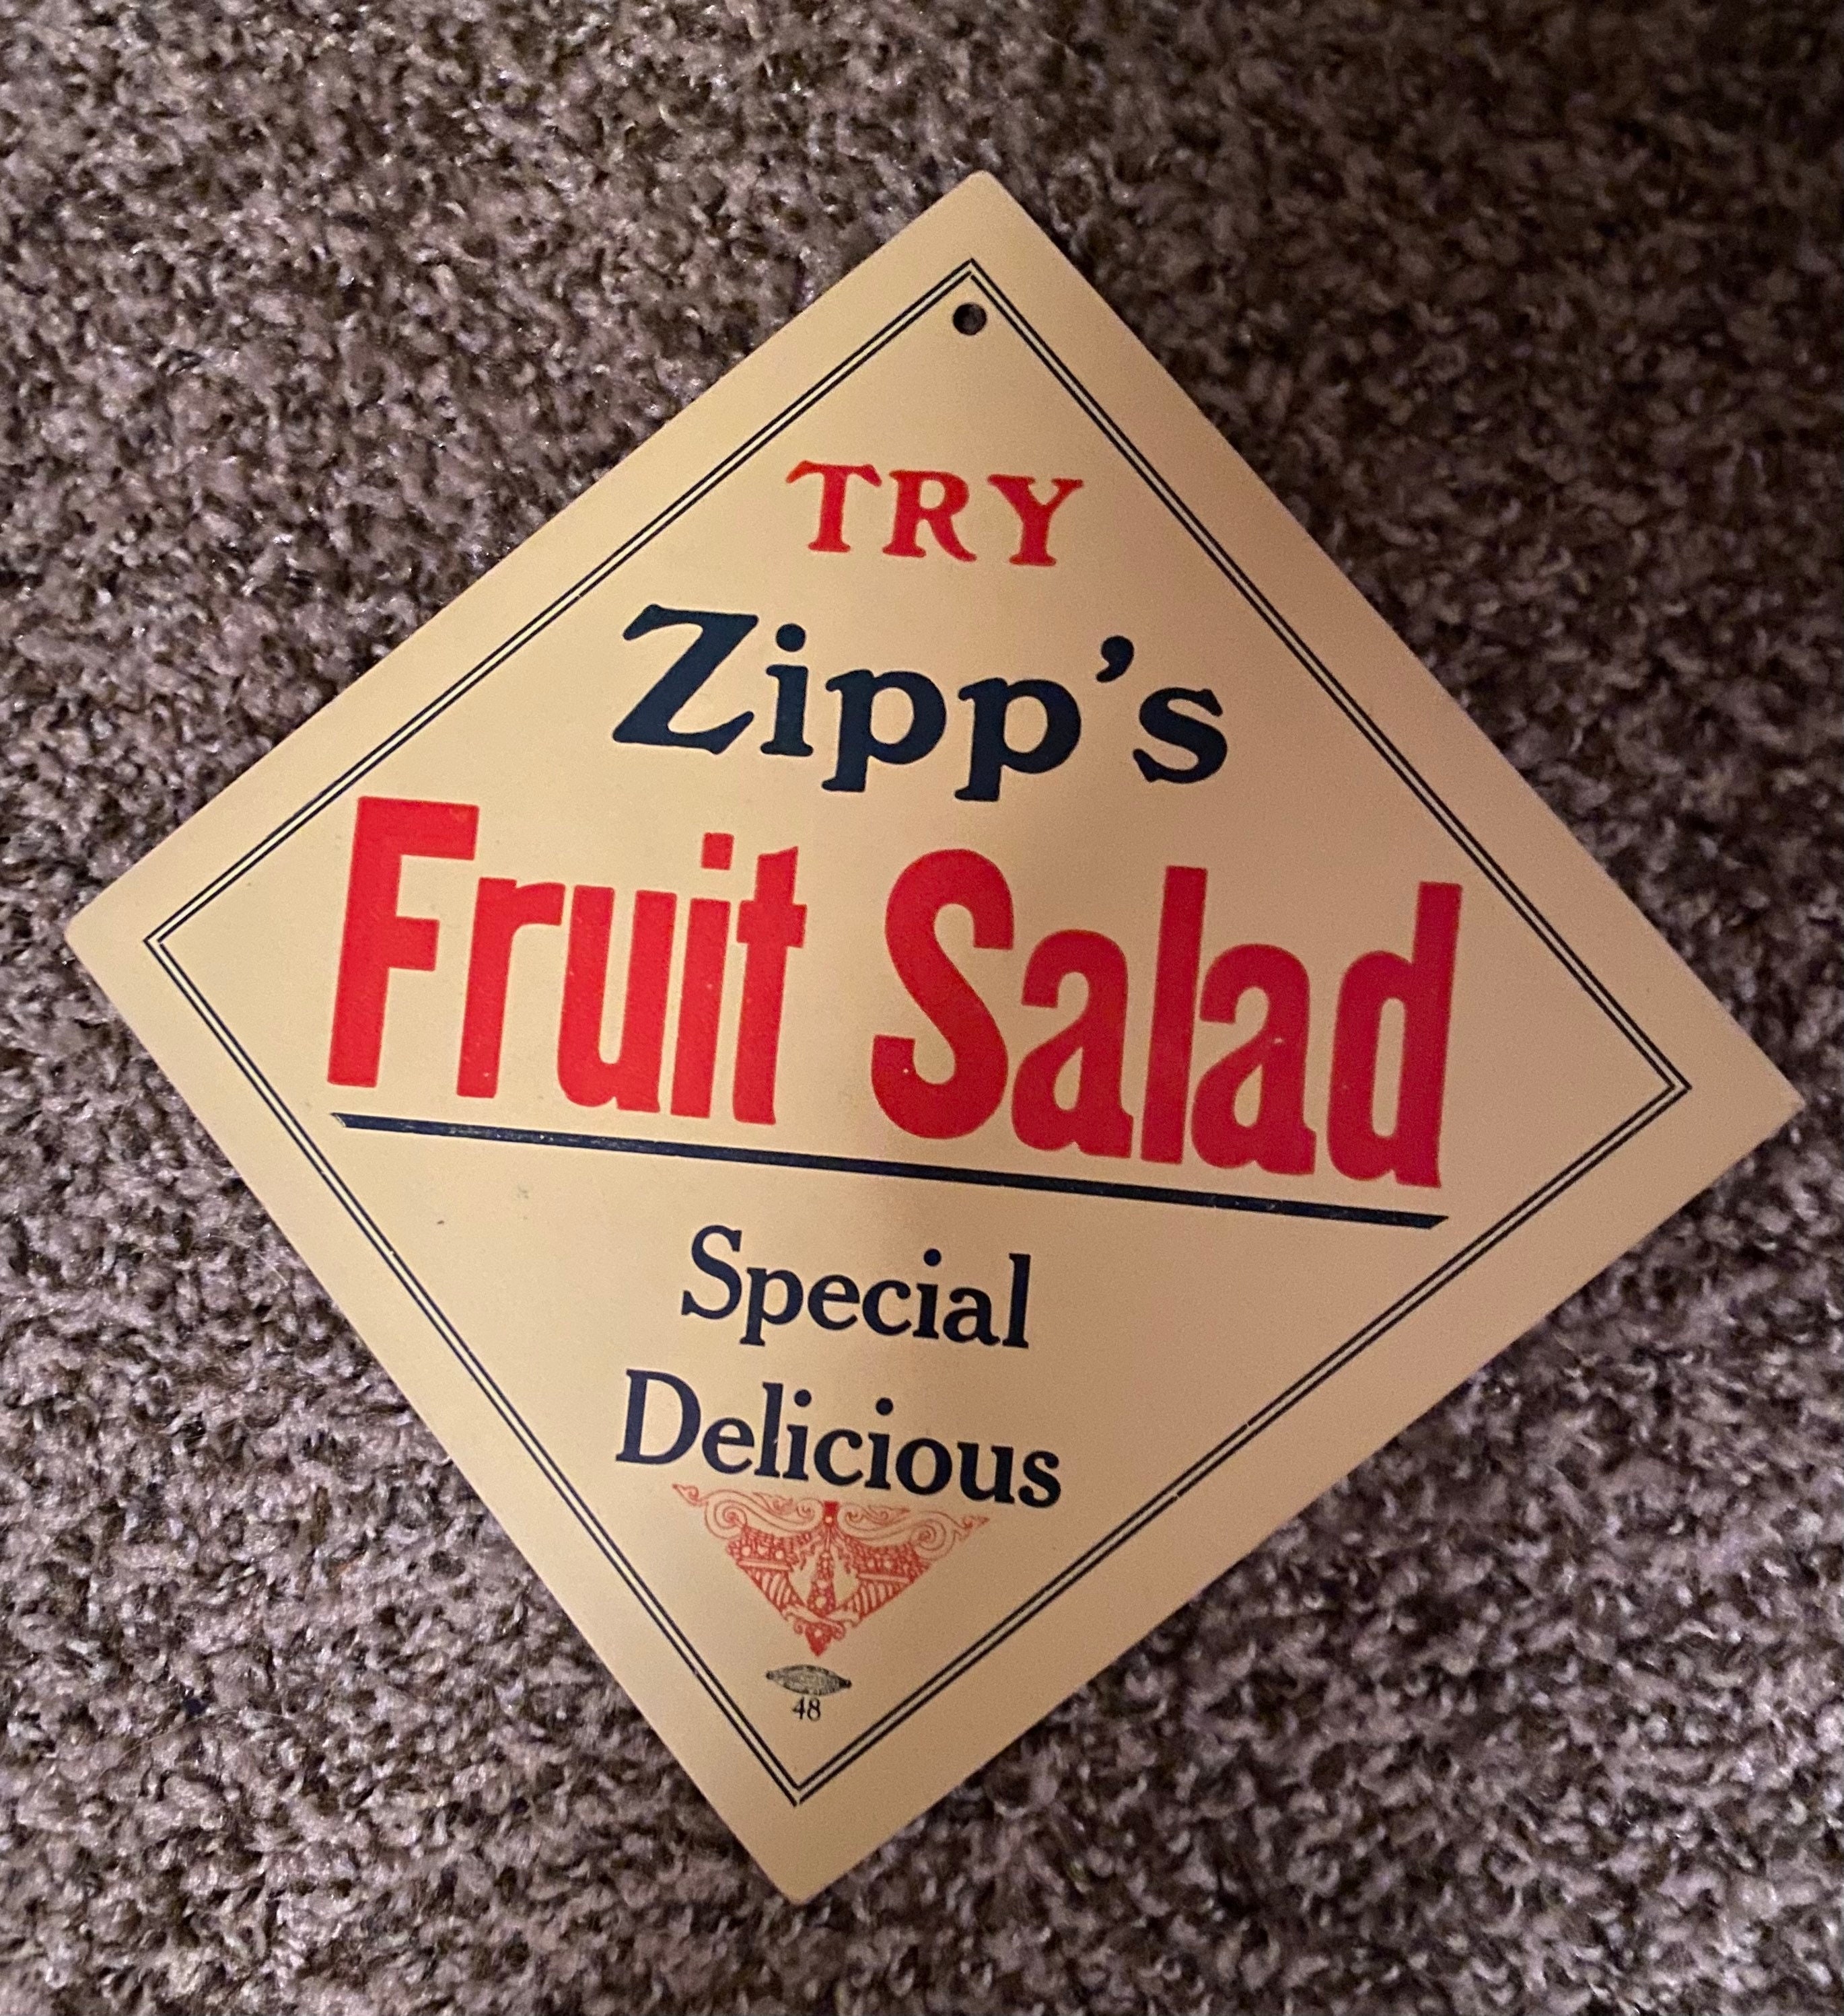 TRY
Zipp's
Fruit Salad
Special
Delicious
48